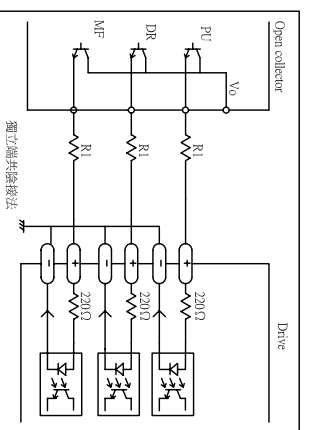 Open collector
Drive
Vo
PU
R1
+
220Ω
-
DR
R1
+
220Ω
-
MF
R1
+
220Ω
-
獨立端共陰接法